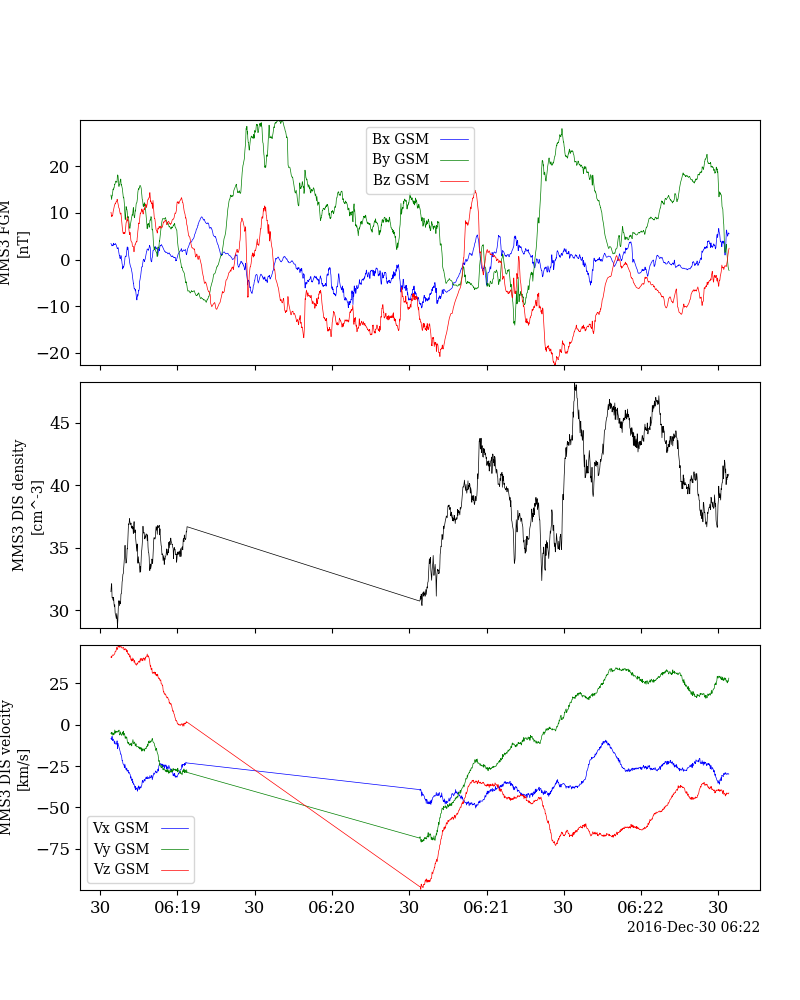 MMS3 FGM
[nT]
20
10
0
−10
−20
Bx GSM
By GSM
Bz GSM
MMS3 DIS density
[cm^-3]
45
40
35
30
MMS3 DIS velocity
[km/s]
25
0
−25
−50
−75
Vx GSM
Vy GSM
Vz GSM
30 06:19 30 06:20 30 06:21 30 06:22 30
2016-Dec-30 06:22